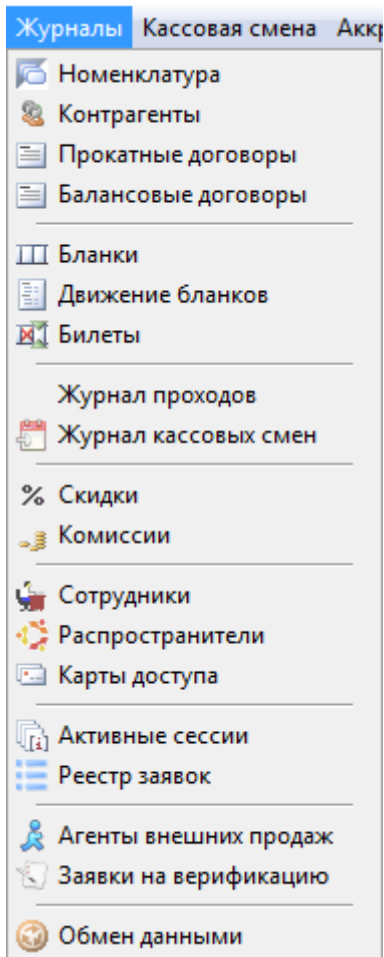 Журналы Кассовая смена Аккр
Номенклатура
Контрагенты
Прокатные договоры
Балансовые договоры
Бланки
Движение бланков
Билеты
Журнал проходов
Журнал кассовых смен
% Скидки
Комиссии
Сотрудники
Распространители
Карты доступа
Активные сессии
Реестр заявок
Агенты внешних продаж
Заявки на верификацию
Обмен данными